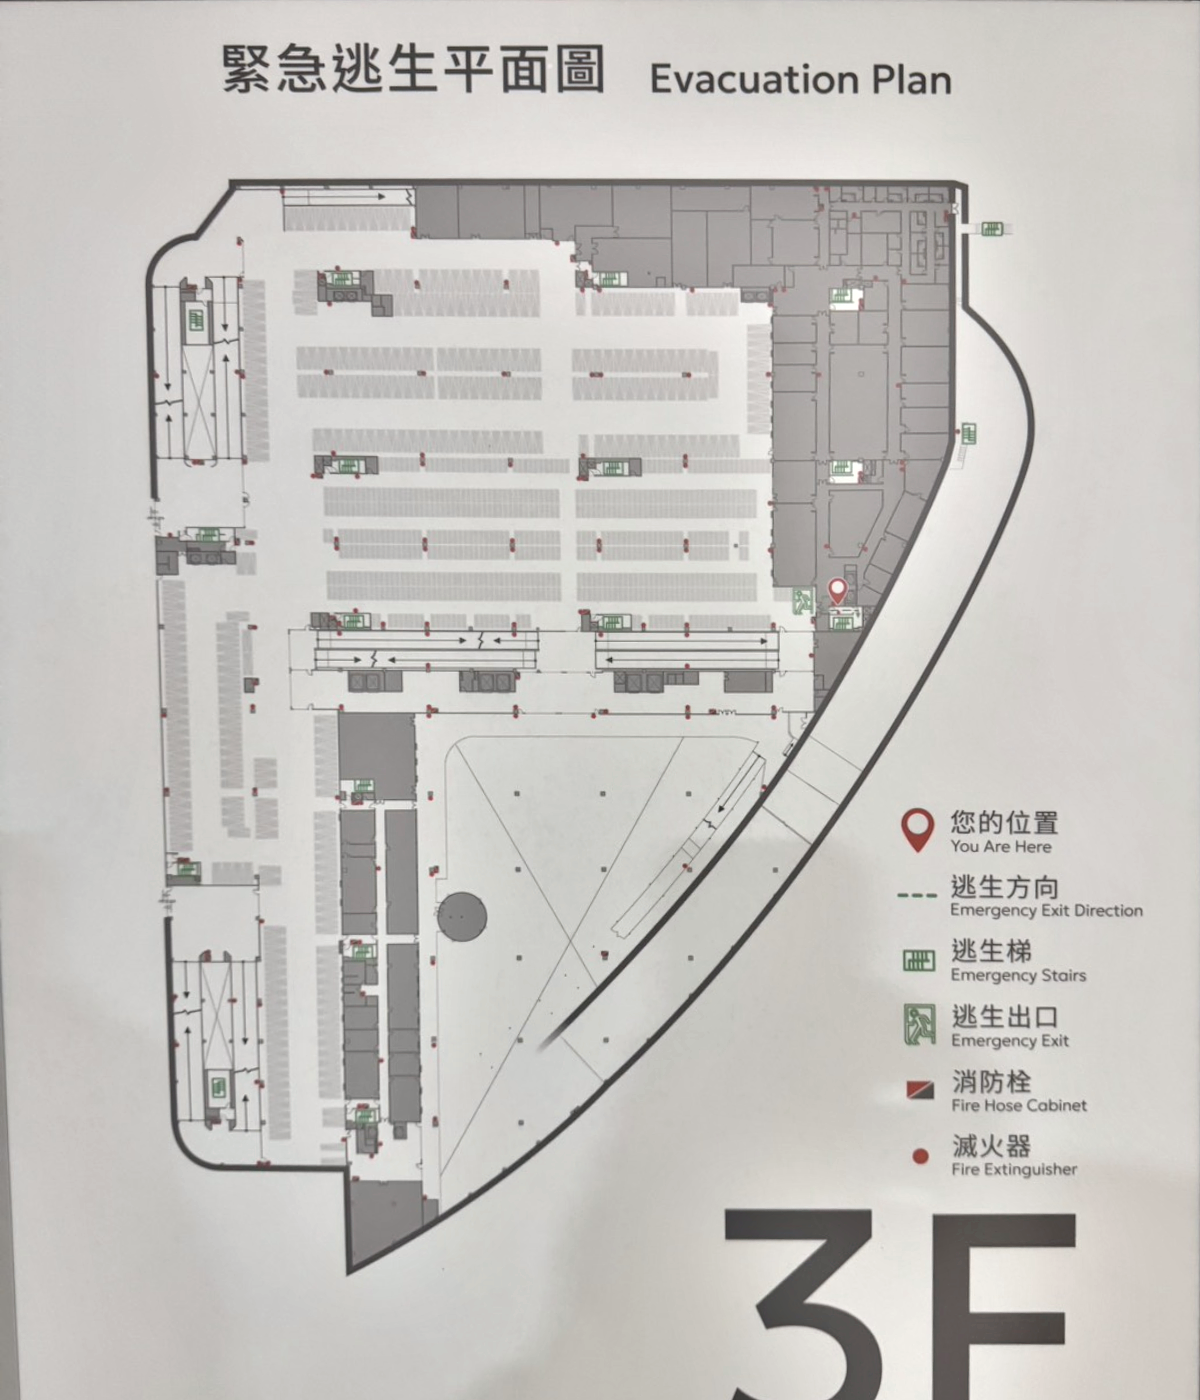 緊急逃生平面圖 Evacuation Plan
您的位置
You Are Here
逃生方向
Emergency Exit Direction
逃生梯
Emergency Stairs
逃生出口
Emergency Exit
消防栓
Fire Hose Cabinet
滅火器
Fire Extinguisher
3F